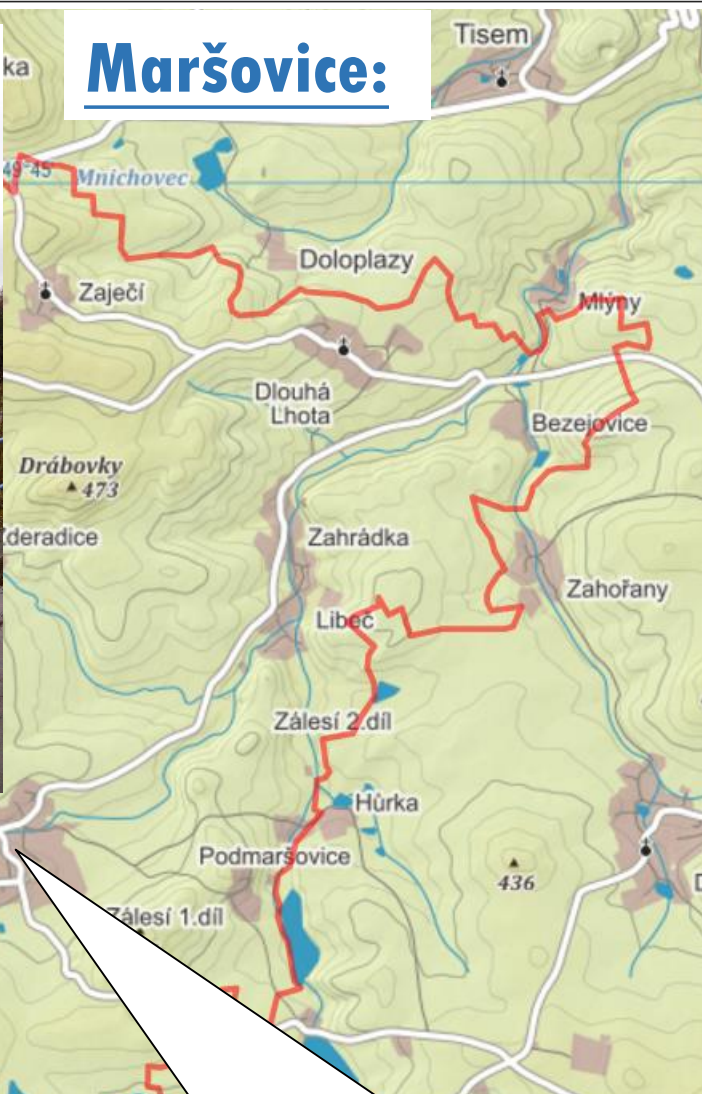 Maršovice:
Tisem
ka
49°45'
Mnichovec
Doloplazy
Zaječí
Mlýny
Dlouhá
Lhota
Bezejovice
Drábovky
473
Zderadice
Zahrádka
Zahořany
Libeč
Zálesí 2.díl
Hůrka
Podmaršovice
436
D
Zálesí 1.díl